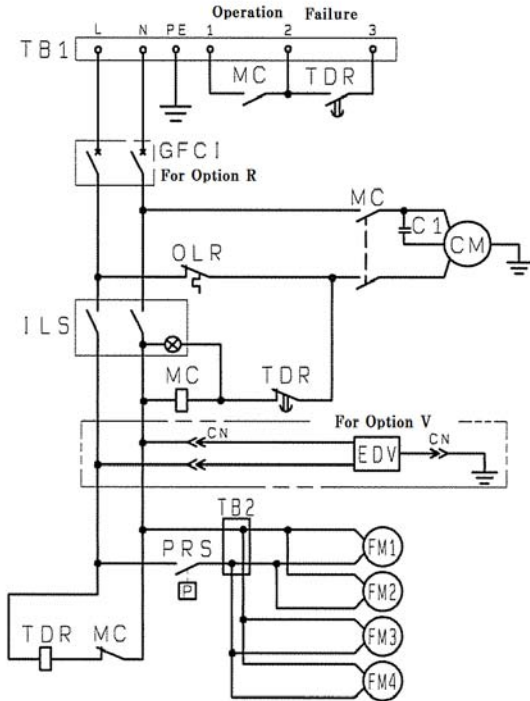 Operation Failure
L N PE 1 2 3
TB1
MC TDR
GFCI
For Option R
MC
C1
CM
OLR
ILS
MC TDR
For Option V
CN
EDV
CN
TB2
PRS
P
FM1
FM2
TDR MC
FM3
FM4